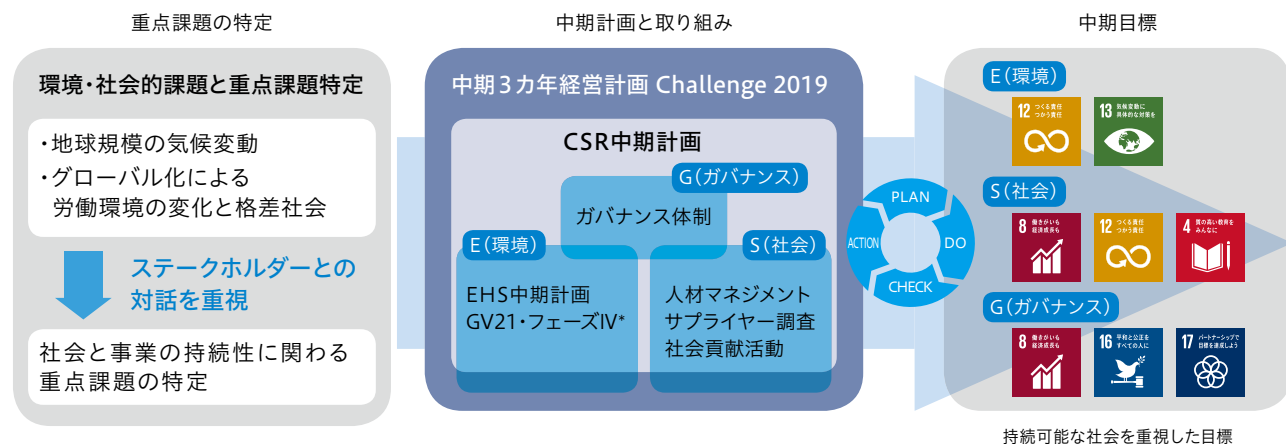 重点課題の特定
環境・社会的課題と重点課題特定
・地球規模の気候変動
・グローバル化による
労働環境の変化と格差社会
ステークホルダーとの
対話を重視
社会と事業の持続性に関わる
重点課題の特定
中期計画と取り組み
中期3カ年経営計画 Challenge 2019
CSR中期計画
G(ガバナンス)
ガバナンス体制
E(環境)
EHS中期計画
GV21・フェーズⅣ*
S(社会)
人材マネジメント
サプライヤー調査
社会貢献活動
PLAN
DO
CHECK
ACTION
中期目標
E(環境)
12 つくる責任
つかう責任
13 気候変動に
具体的な対策を
S(社会)
8 働きがいも
経済成長も
12 つくる責任
つかう責任
4 質の高い教育を
みんなに
G(ガバナンス)
8 働きがいも
経済成長も
16 平和と公正を
すべての人に
17 パートナーシップで
目標を達成しよう
持続可能な社会を重視した目標